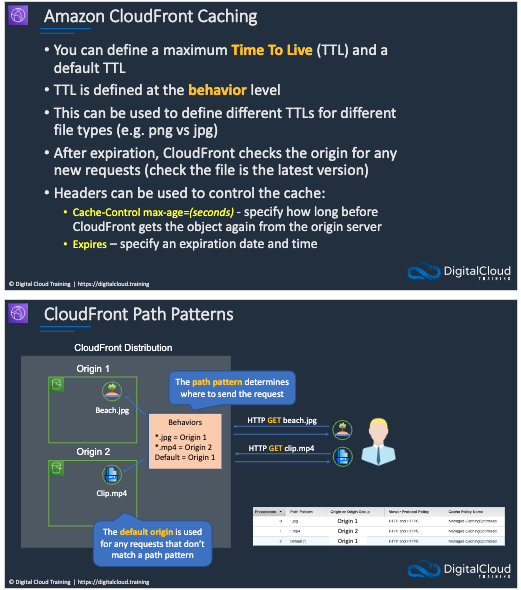 Amazon CloudFront Caching
• You can define a maximum Time To Live (TTL) and a
default TTL
• TTL is defined at the behavior level
• This can be used to define different TTLs for different
file types (e.g. png vs jpg)
• After expiration, CloudFront checks the origin for any
new requests (check the file is the latest version)
• Headers can be used to control the cache:
• Cache-Control max-age=(seconds) - specify how long before
CloudFront gets the object again from the origin server
• Expires – specify an expiration date and time
DigitalCloud
TRAINING
© Digital Cloud Training | https://digitalcloud.training
CloudFront Path Patterns
CloudFront Distribution
Origin 1
Beach.jpg
The path pattern determines
where to send the request
Behaviors
*.jpg = Origin 1
*.mp4 = Origin 2
Default = Origin 1
HTTP GET beach.jpg
HTTP GET clip.mp4
Origin 2
Clip.mp4
The default origin is used
for any requests that don't
match a path pattern
Precedence Path Pattern Origin or Origin Group Viewer Protocol Policy Cache Policy Name
0 *.jpg Origin 1 HTTP and HTTPS Managed-CachingOptimized
1 *.mp4 Origin 2 HTTP and HTTPS Managed-CachingOptimized
2 Default (*) Origin 1 HTTP and HTTPS Managed-CachingOptimized
DigitalCloud
TRAINING
© Digital Cloud Training | https://digitalcloud.training